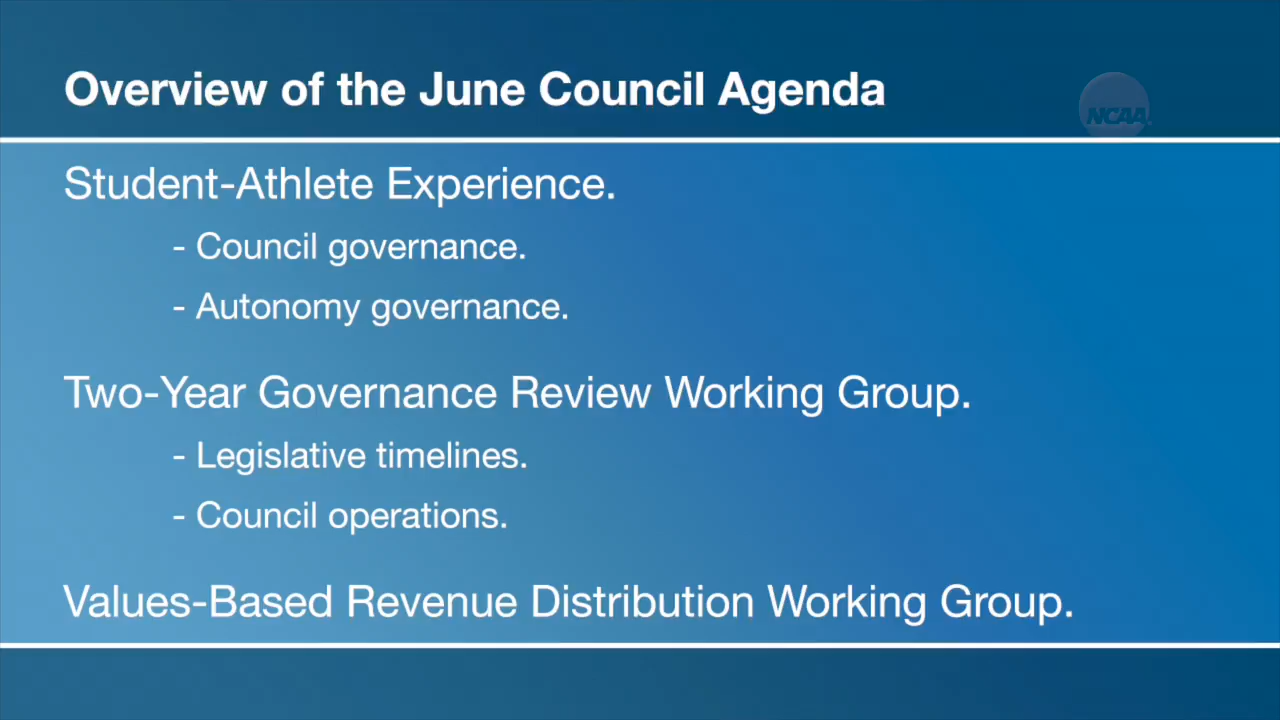 Overview of the June Council Agenda
NCAA
Student-Athlete Experience.
- Council governance.
- Autonomy governance.
Two-Year Governance Review Working Group.
- Legislative timelines.
- Council operations.
Values-Based Revenue Distribution Working Group.